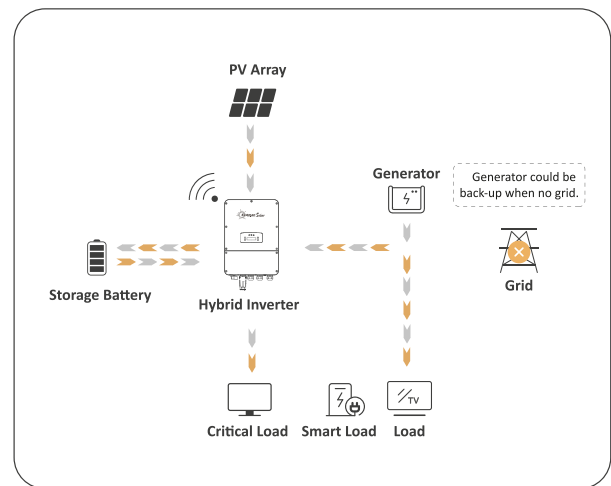 PV Array
Generator
Generator could be
back-up when no grid.
Storage Battery
Hybrid Inverter
Grid
Critical Load
Smart Load
TV
Load